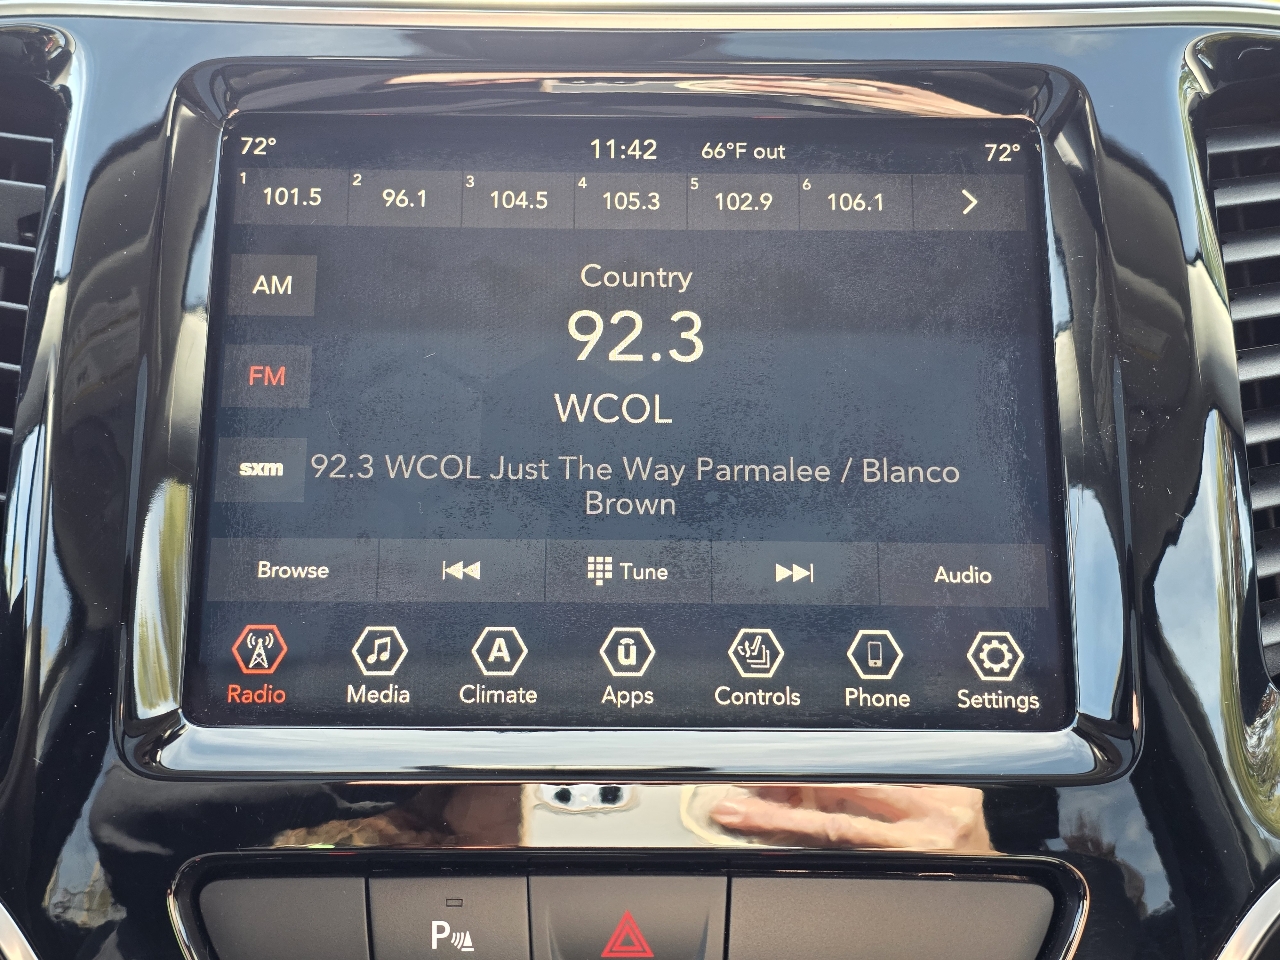 72° 11:42 66°F out 72°
1 101.5 2 96.1 3 104.5 4 105.3 5 102.9 6 106.1
AM
Country
92.3
FM
WCOL
sxm
92.3 WCOL Just The Way Parmalee / Blanco
Brown
Browse Tune Audio
A ū
Radio Media Climate Apps Controls Phone Settings
P